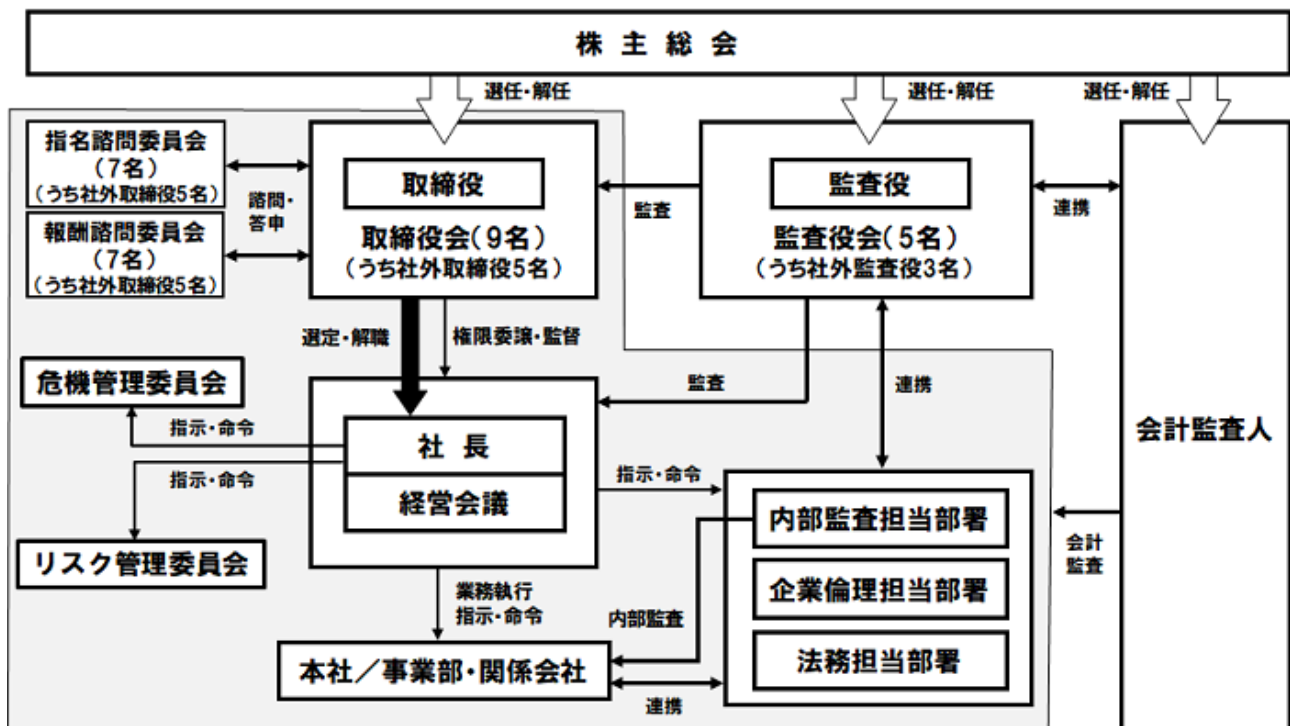 株主総会
選任・解任
選任・解任
選任・解任
指名諮問委員会
(7名)
(うち社外取締役5名)
報酬諮問委員会
(7名)
(うち社外取締役5名)
諮問・
答申
取締役
取締役会(9名)
(うち社外取締役5名)
監査
監査役
監査役会(5名)
(うち社外監査役3名)
連携
会計監査人
選定・解職
権限委譲・監督
監査
連携
危機管理委員会
指示・命令
指示・命令
リスク管理委員会
社長
経営会議
指示・命令
内部監査担当部署
企業倫理担当部署
法務担当部署
会計
監査
業務執行
指示・命令
内部監査
本社/事業部・関係会社
連携